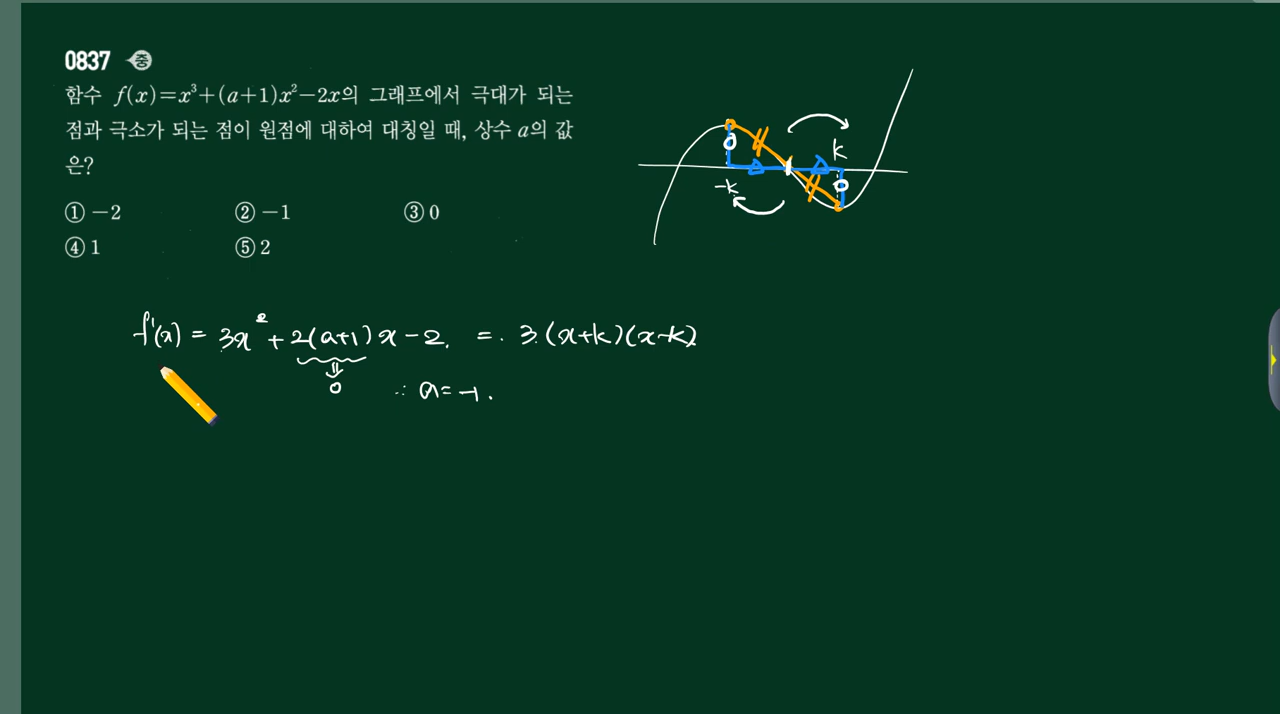 0837 중
함수 f(x)=x³+(a+1)x²−2x의 그래프에서 극대가 되는
점과 극소가 되는 점이 원점에 대하여 대칭일 때, 상수 a의 값
은?
① −2 ② −1 ③ 0
④ 1 ⑤ 2
k
-k
f'(x) = 3x² + 2(a+1)x − 2. = 3(x+k)(x−k)
0 ∴ a = −1.